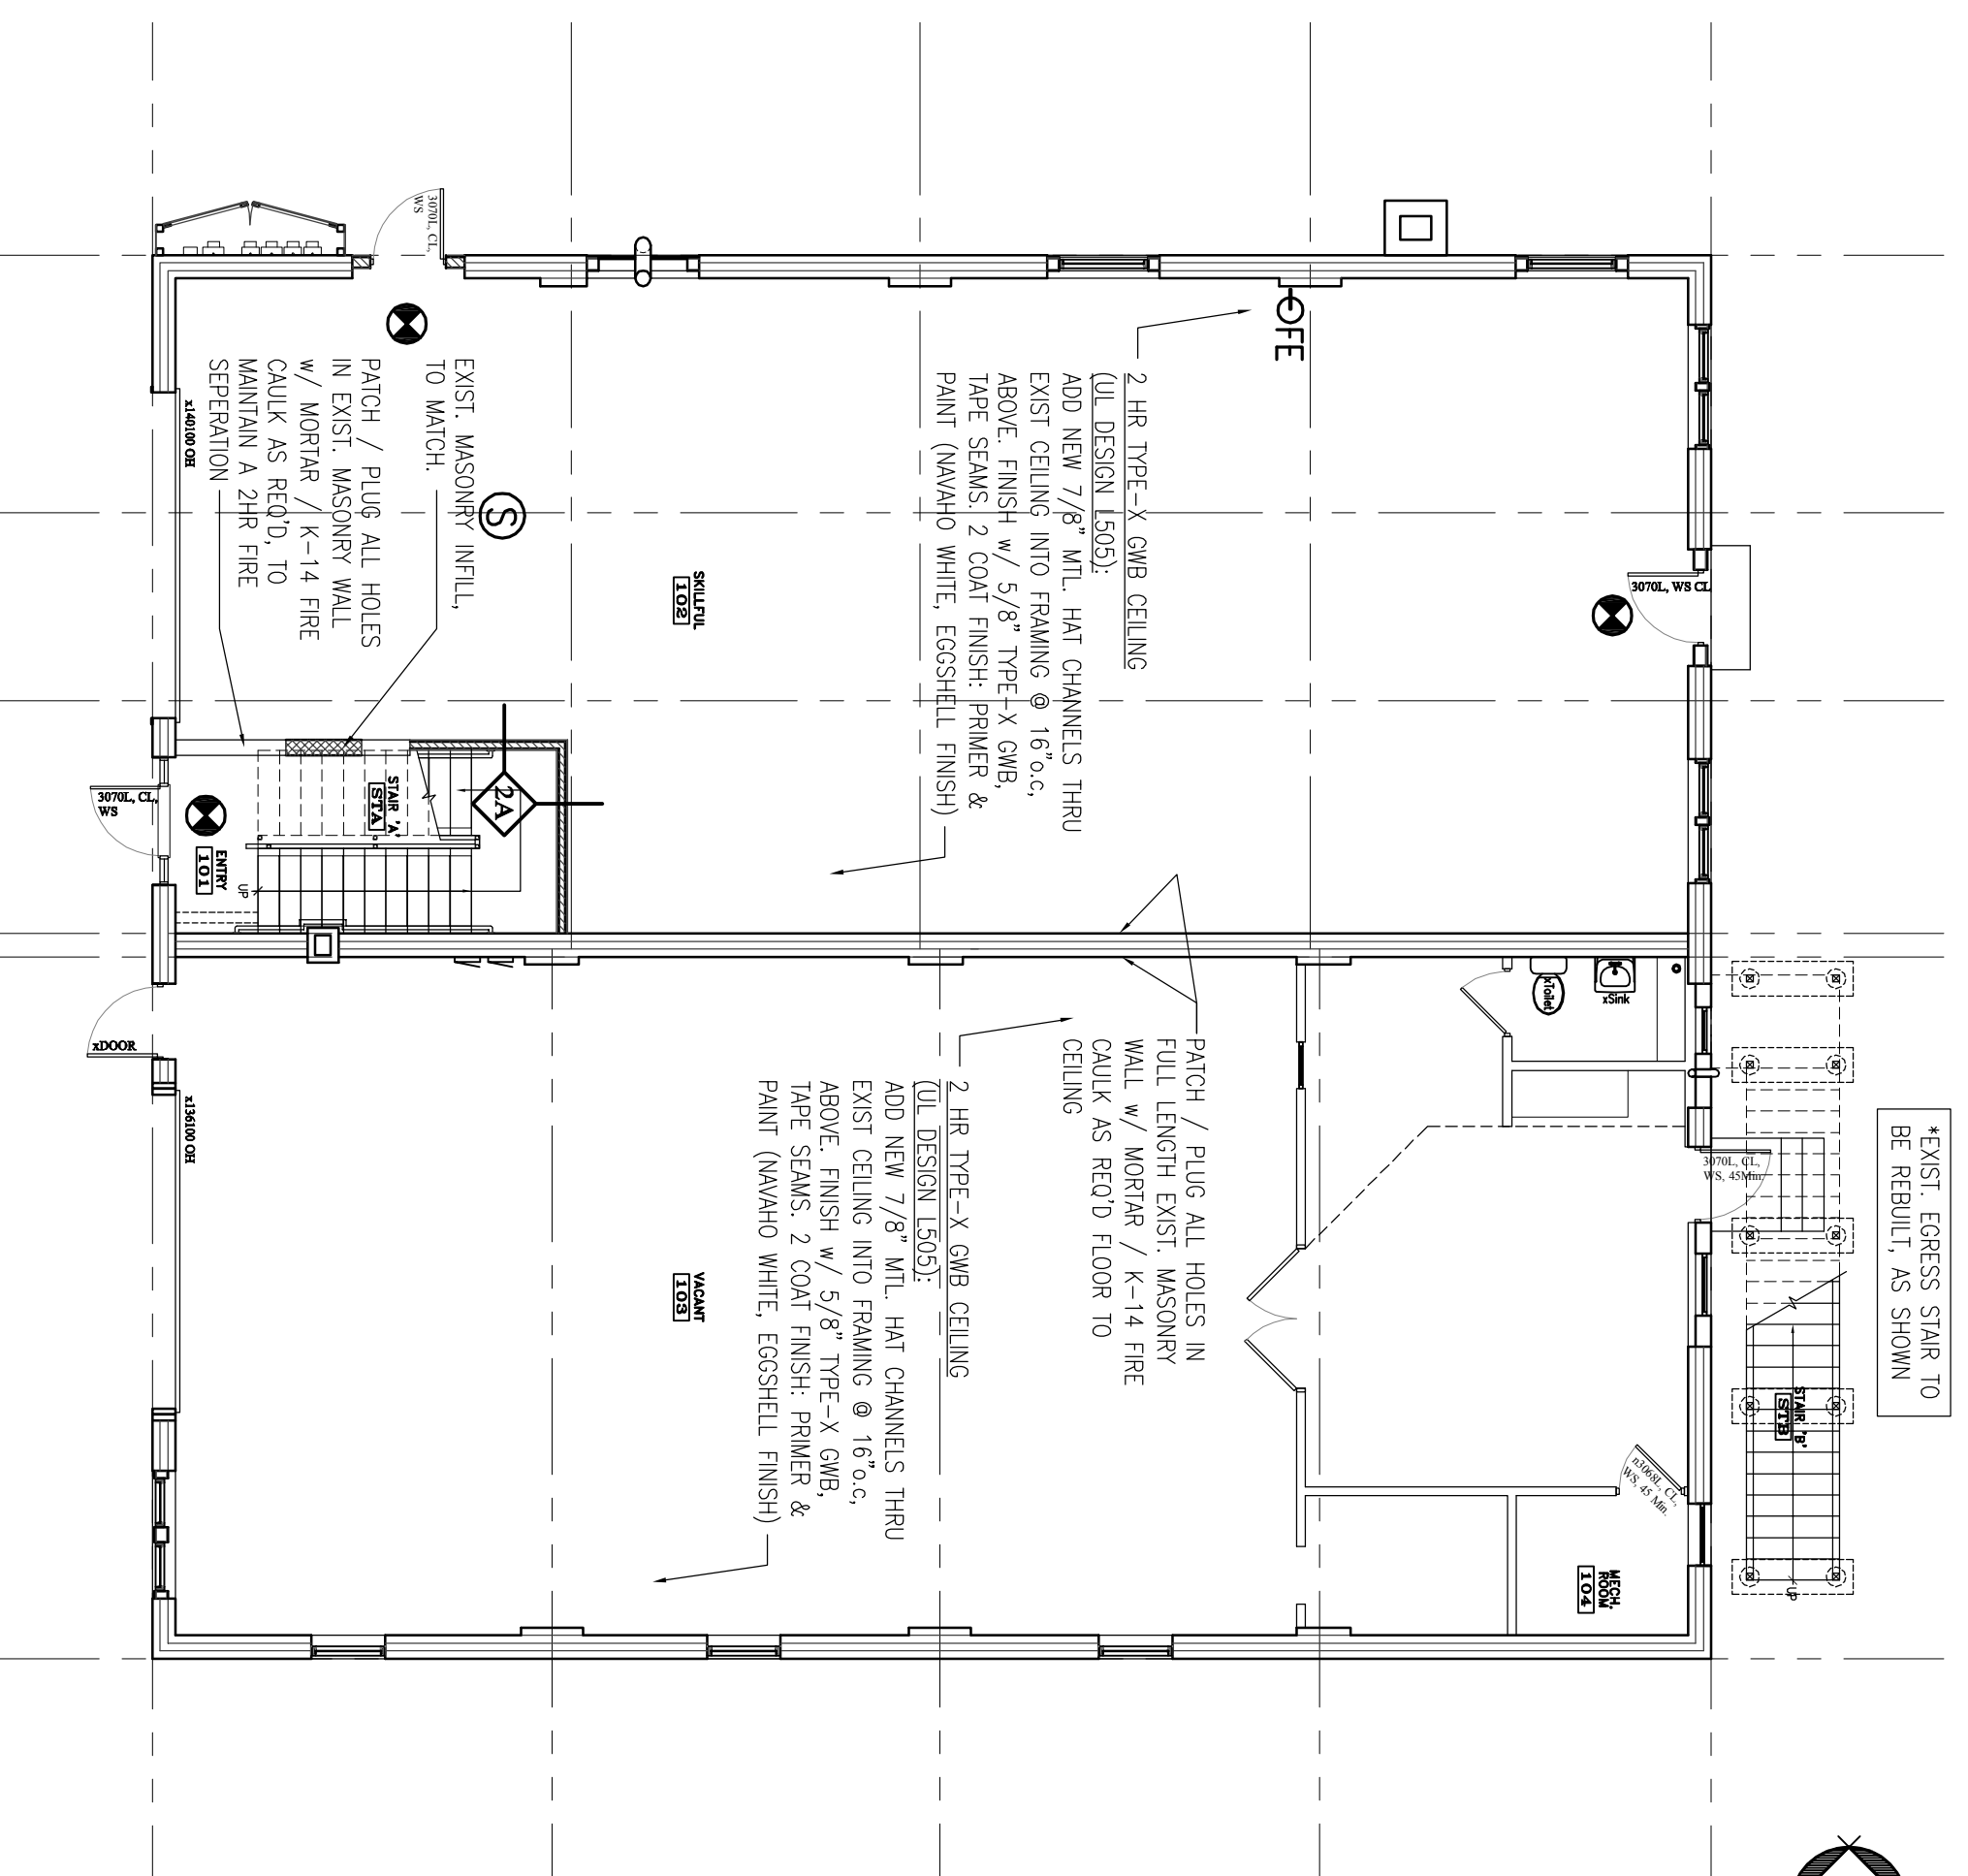 *EXIST. EGRESS STAIR TO
BE REBUILT, AS SHOWN
3070L, CL,
WS
3070L, WS CL
FE
2 HR TYPE-X GWB CEILING
(UL DESIGN L505):
ADD NEW 7/8" MTL. HAT CHANNELS THRU
EXIST CEILING INTO FRAMING @ 16"o.c,
ABOVE. FINISH w/ 5/8" TYPE-X GWB,
TAPE SEAMS. 2 COAT FINISH: PRIMER &
PAINT (NAVAHO WHITE, EGGSHELL FINISH)
EXIST. MASONRY INFILL,
TO MATCH.
PATCH / PLUG ALL HOLES
IN EXIST. MASONRY WALL
w/ MORTAR / K-14 FIRE
CAULK AS REQ'D, TO
MAINTAIN A 2HR FIRE
SEPERATION
x140100 OH
S
SKILLFUL
102
2A
STAIR 'A'
STA
ENTRY
101
UP
3070L, CL,
WS
xDOOR
x136100 OH
xToilet
xSink
PATCH / PLUG ALL HOLES IN
FULL LENGTH EXIST. MASONRY
WALL w/ MORTAR / K-14 FIRE
CAULK AS REQ'D FLOOR TO
CEILING
2 HR TYPE-X GWB CEILING
(UL DESIGN L505):
ADD NEW 7/8" MTL. HAT CHANNELS THRU
EXIST CEILING INTO FRAMING @ 16"o.c,
ABOVE. FINISH w/ 5/8" TYPE-X GWB,
TAPE SEAMS. 2 COAT FINISH: PRIMER &
PAINT (NAVAHO WHITE, EGGSHELL FINISH)
VACANT
103
3070L, CL,
WS, 45Min.
STAIR 'B'
STB
UP
n3068L, CL,
WS, 45 Min.
MECH.
ROOM
104